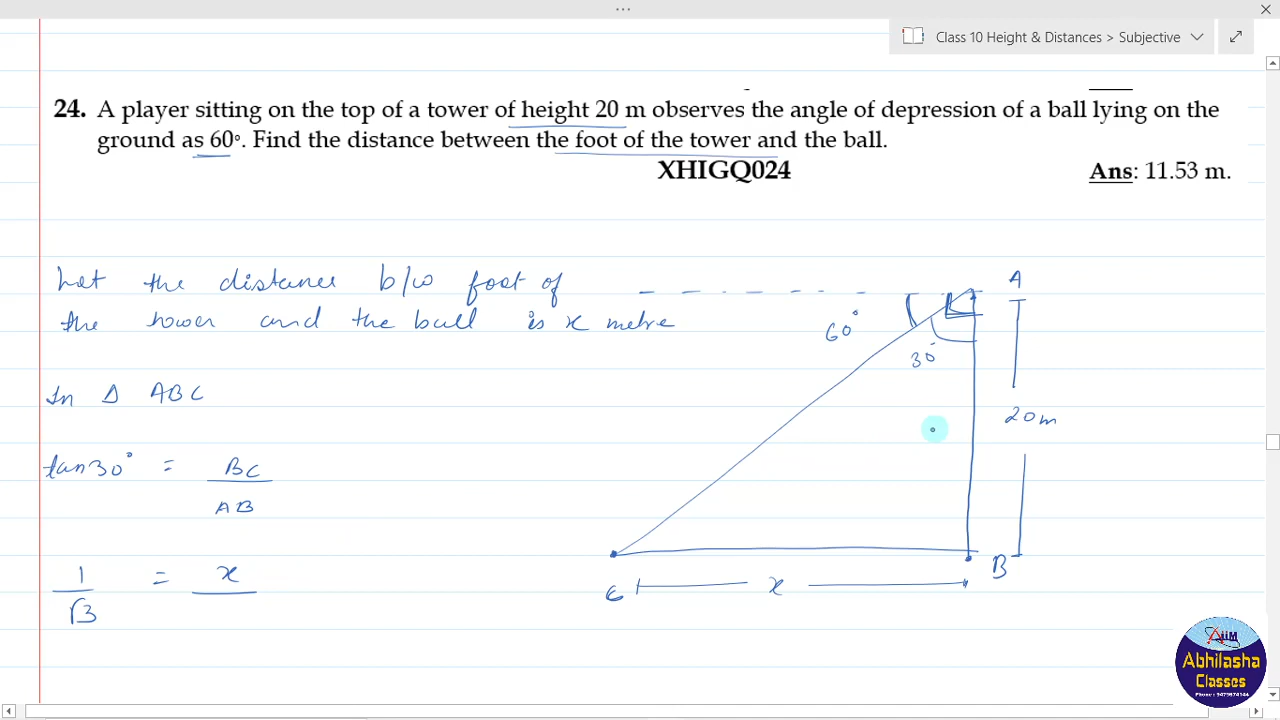 Class 10 Height & Distances > Subjective
24. A player sitting on the top of a tower of height 20 m observes the angle of depression of a ball lying on the
ground as 60°. Find the distance between the foot of the tower and the ball.
XHIGQ024
Ans: 11.53 m.
Let the distance b/w foot of
the tower and the ball is x metre
In Δ ABC
tan30° = BC
AB
1 = x
√3
A
60°
30°
20m
B
C
x
AIIM
Abhilasha
Classes
Phone : 9479874144